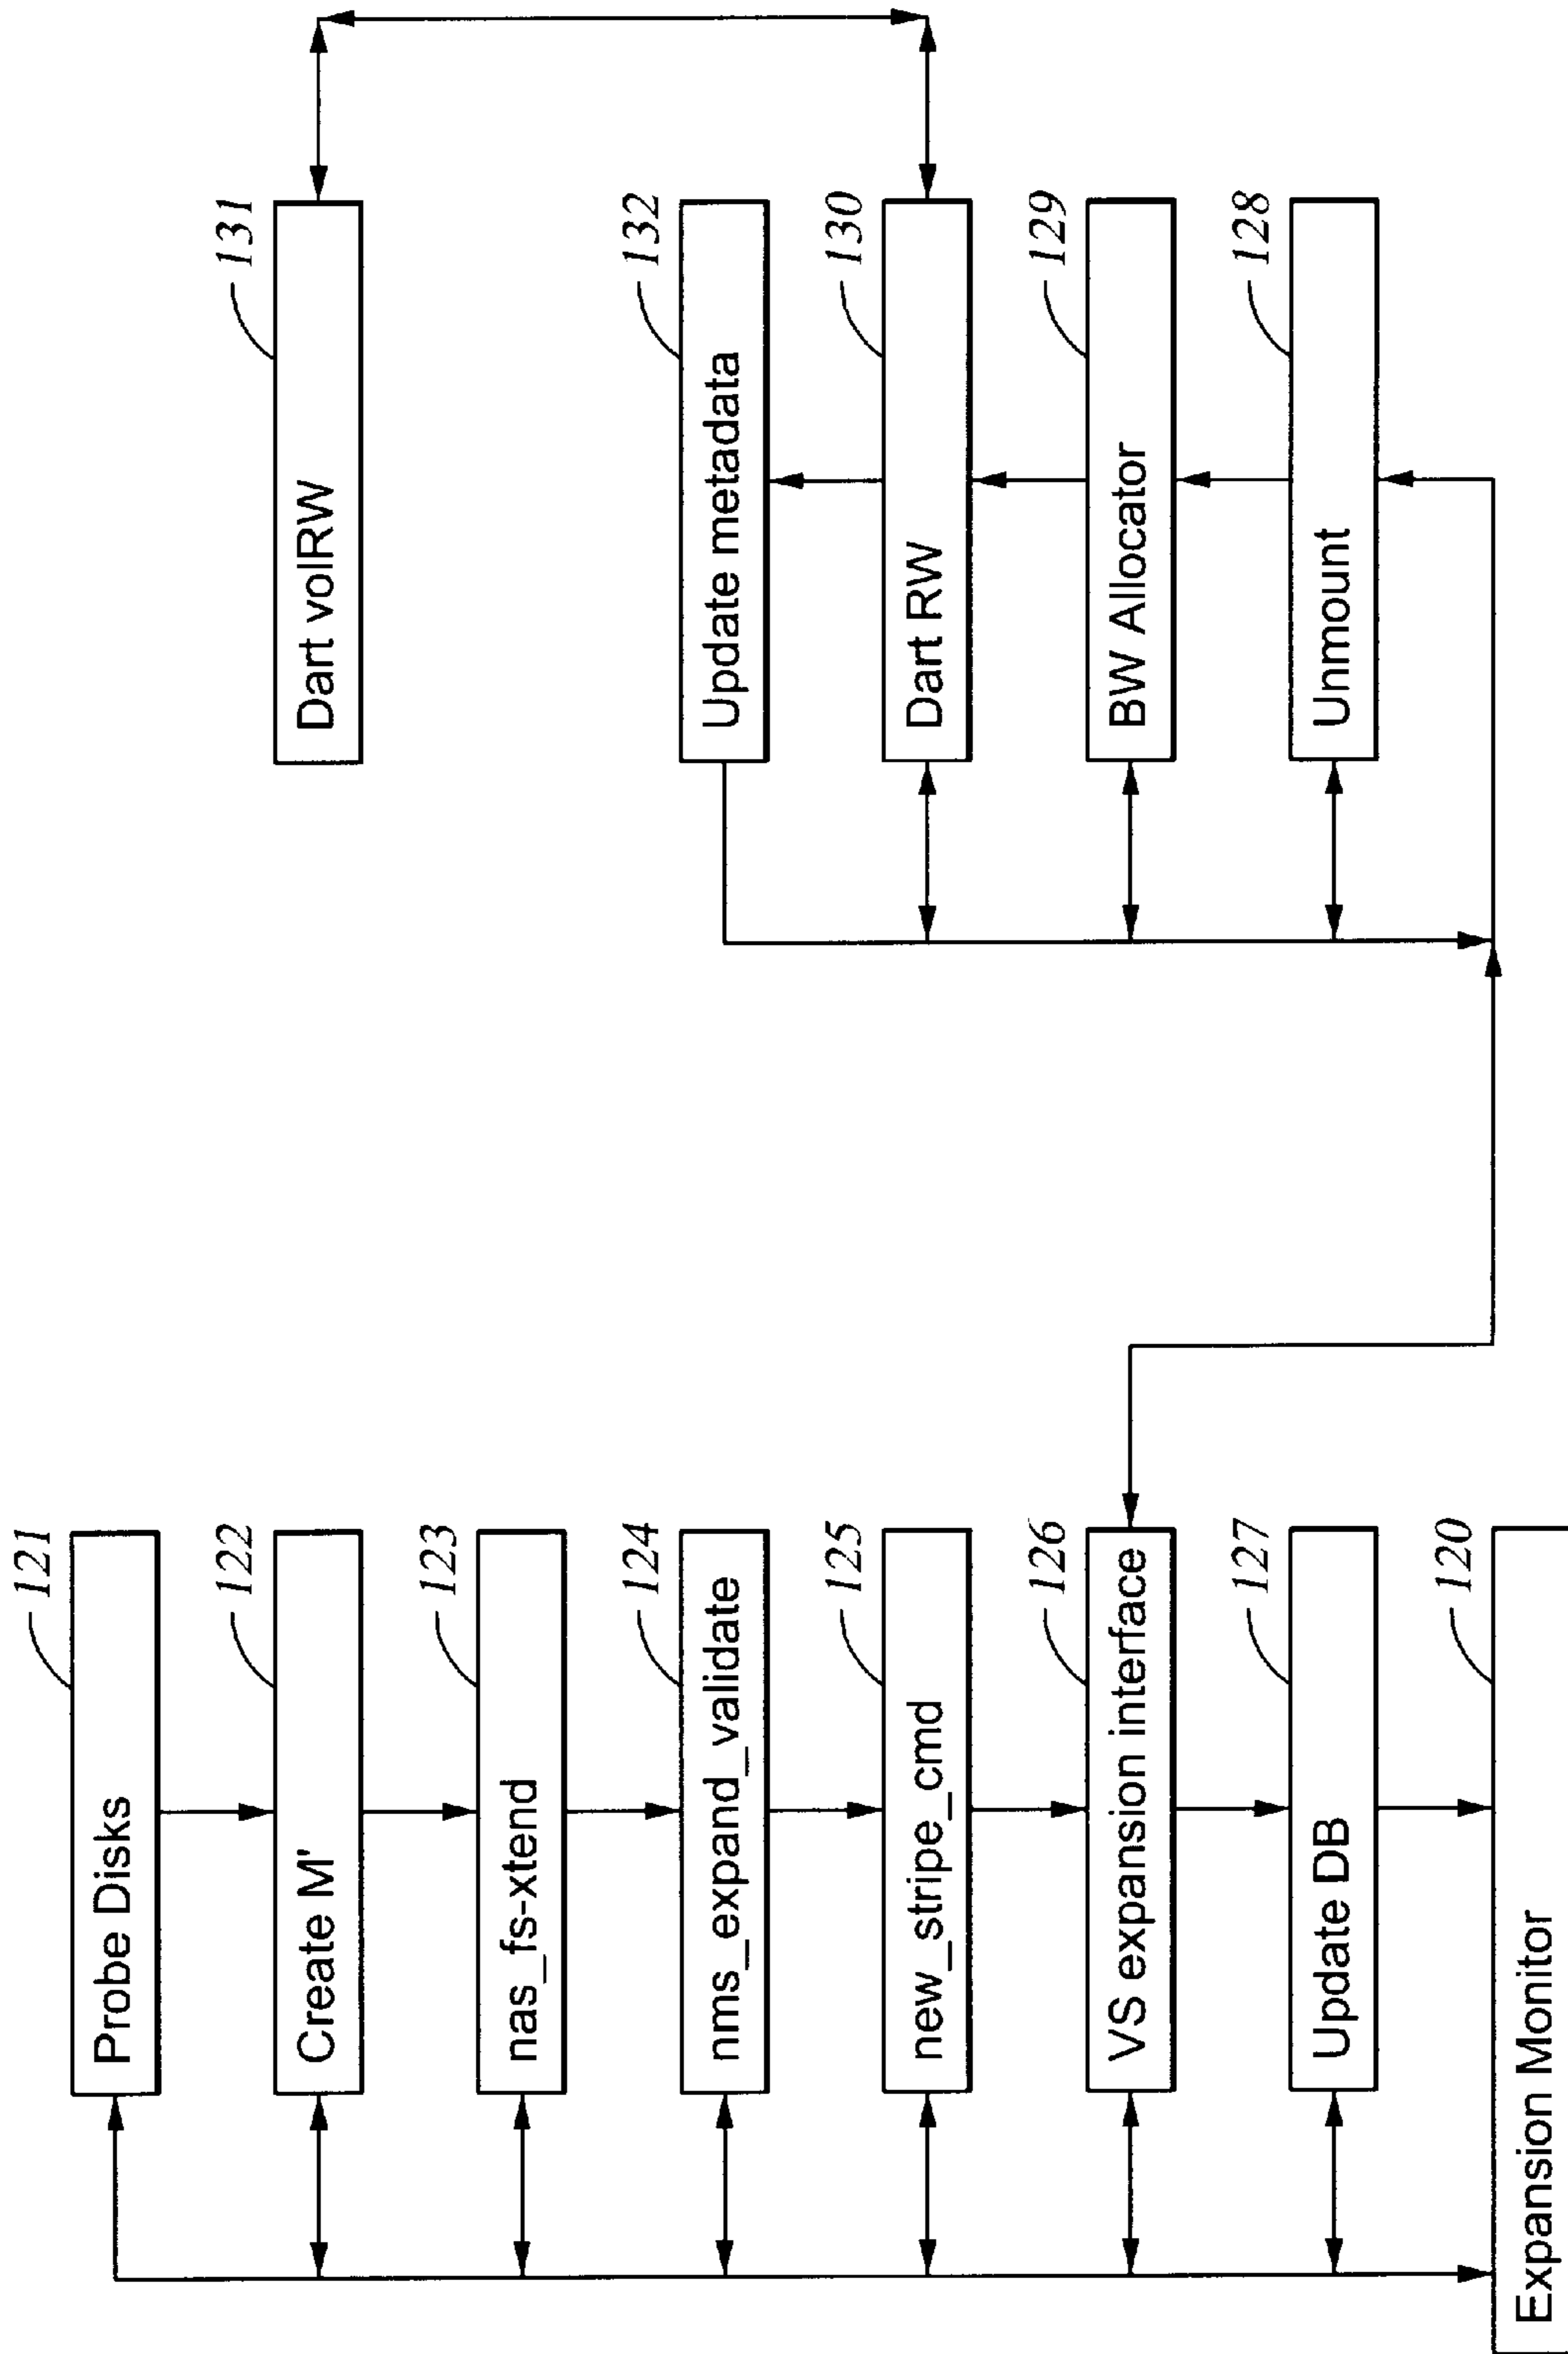 121
Probe Disks
122
Create M'
123
nas_fs-xtend
124
nms_expand_validate
125
new_stripe_cmd
126
VS expansion interface
127
Update DB
120
Expansion Monitor
131
Dart volRW
132
Update metadata
130
Dart RW
129
BW Allocator
128
Unmount